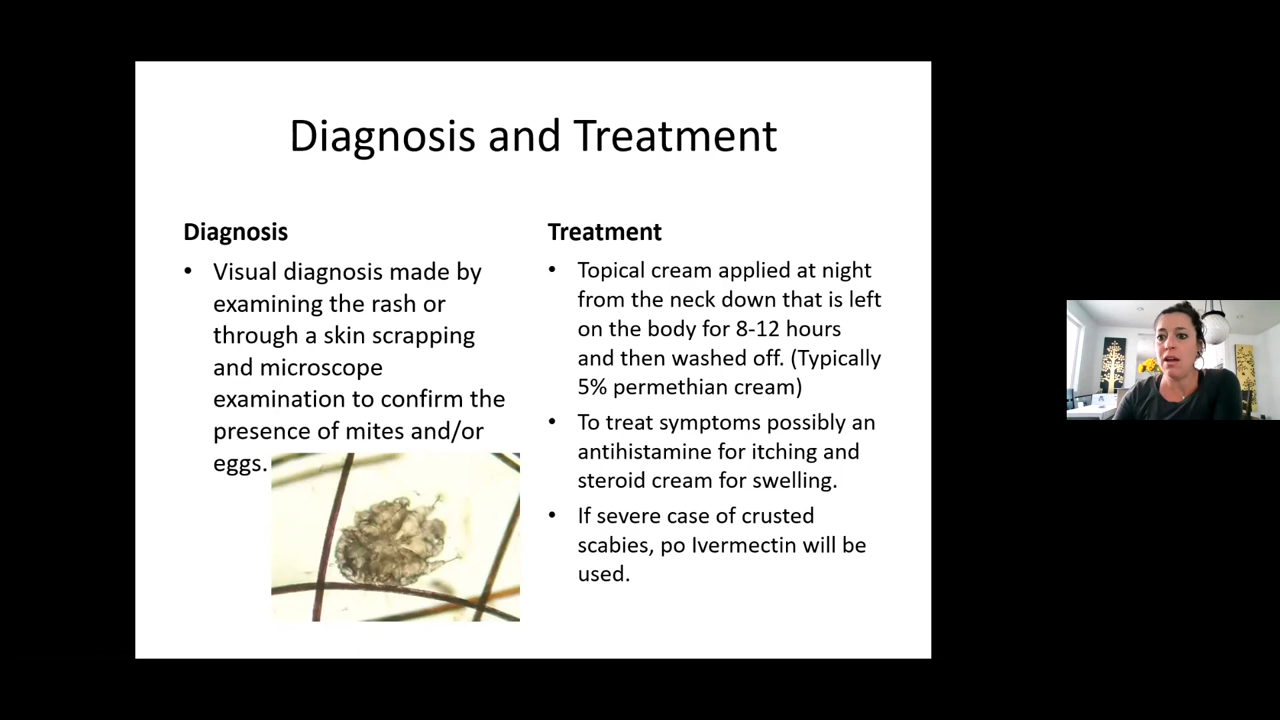 Diagnosis and Treatment
Diagnosis
• Visual diagnosis made by
examining the rash or
through a skin scrapping
and microscope
examination to confirm the
presence of mites and/or
eggs.
Treatment
• Topical cream applied at night
from the neck down that is left
on the body for 8-12 hours
and then washed off. (Typically
5% permethian cream)
• To treat symptoms possibly an
antihistamine for itching and
steroid cream for swelling.
• If severe case of crusted
scabies, po Ivermectin will be
used.